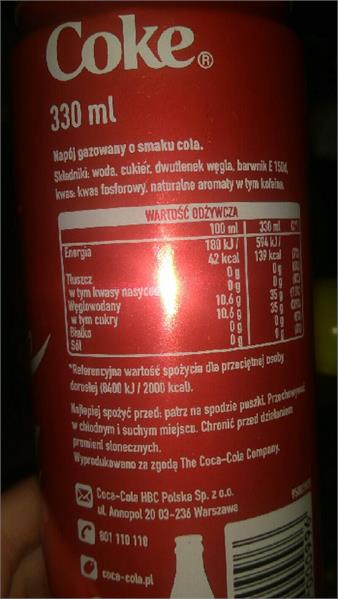 Coke®
330 ml
Napój gazowany o smaku cola.
Składniki: woda, cukier, dwutlenek węgla, barwnik E 150d,
kwas: kwas fosforowy, naturalne aromaty w tym kofeina.
WARTOŚĆ ODŻYWCZA
100 ml 330 ml
Energia 180 kJ / 594 kJ /
42 kcal 139 kcal
Tłuszcz 0 g 0 g
w tym kwasy 0 g 0 g
Węglowodany 10,6 g 35 g
w tym cukry 10,6 g 35 g
Białko 0 g 0 g
Sól 0 g 0 g
*Referencyjna wartość spożycia dla przeciętnej osoby
dorosłej (8400 kJ / 2000 kcal).
Najlepiej spożyć przed: patrz na spodzie puszki. Przechowywać
w chłodnym i suchym miejscu. Chronić przed działaniem
promieni słonecznych.
Wyprodukowano za zgodą The Coca-Cola Company.
Coca-Cola HBC Polska Sp. z o.o.
ul. Annopol 20 03-236 Warszawa
801 110 110
coca-cola.pl